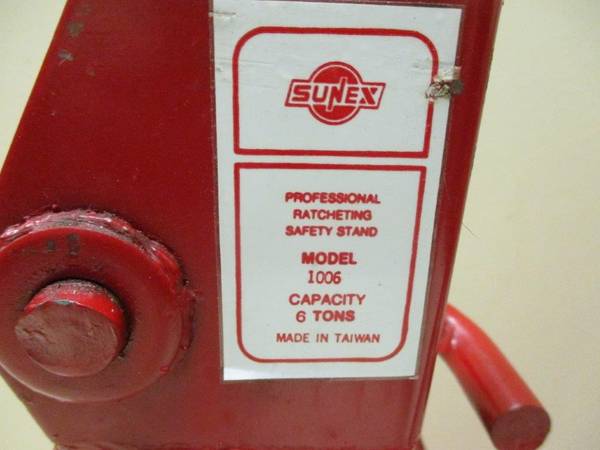 SUNEX
PROFESSIONAL
RATCHETING
SAFETY STAND
MODEL
1006
CAPACITY
6 TONS
MADE IN TAIWAN